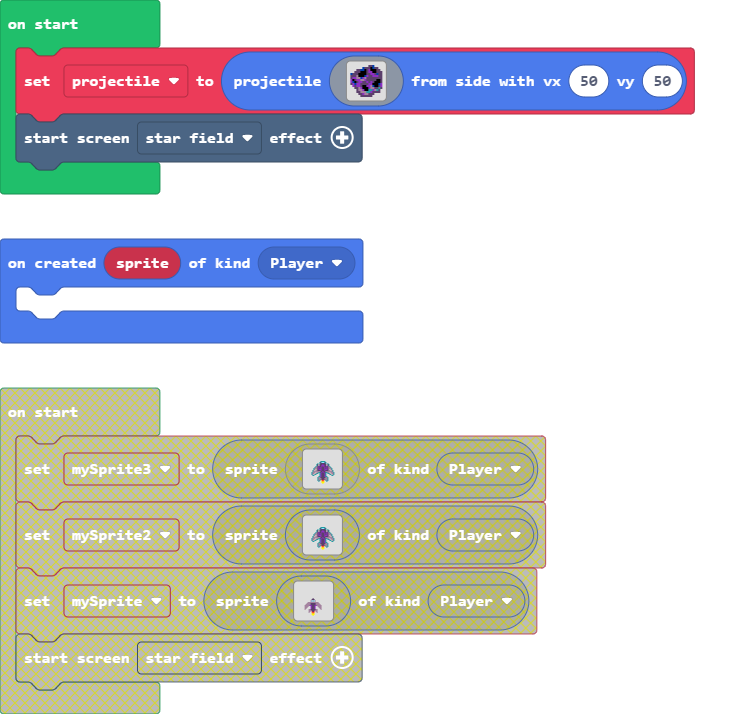 on start
set projectile to projectile from side with vx 50 vy 50
start screen star field effect
on created sprite of kind Player
on start
set mySprite3 to sprite of kind Player
set mySprite2 to sprite of kind Player
set mySprite to sprite of kind Player
start screen star field effect